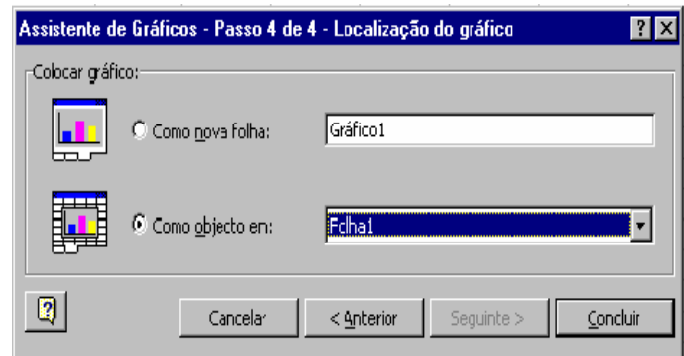 Assistente de Gráficos - Passo 4 de 4 - Localização do gráfico
Colocar gráfico:
Como nova folha: Gráfico1
Como objecto em: Folha1
Cancelar < Anterior Seguinte > Concluir